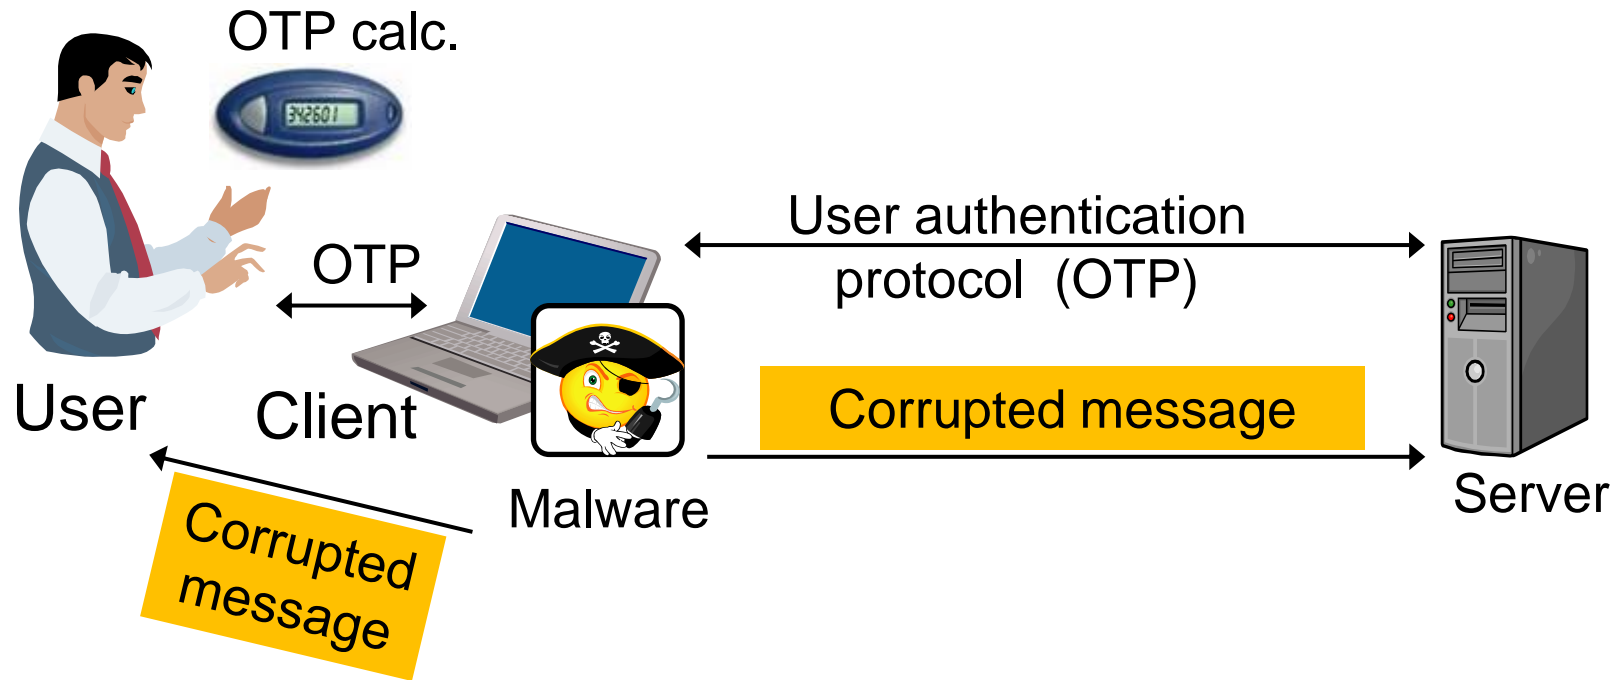 OTP calc.
342601
User authentication
OTP
protocol (OTP)
User
Client
Corrupted message
Malware
Server
Corrupted
message